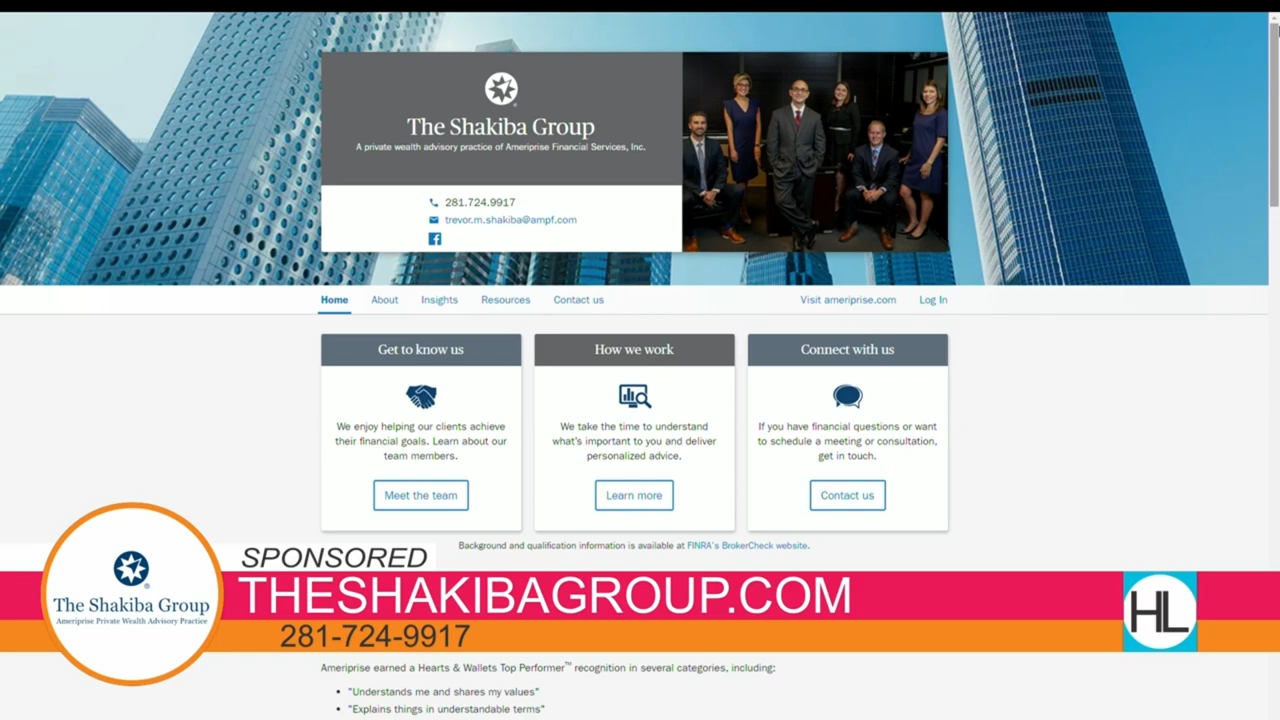 The Shakiba Group
A private wealth advisory practice of Ameriprise Financial Services, Inc.
281.724.9917
trevor.m.shakiba@ampf.com
Home About Insights Resources Contact us Visit ameriprise.com Log In
Get to know us
We enjoy helping our clients achieve
their financial goals. Learn about our
team members.
Meet the team
How we work
We take the time to understand
what's important to you and deliver
personalized advice.
Learn more
Connect with us
If you have financial questions or want
to schedule a meeting or consultation,
get in touch.
Contact us
Background and qualification information is available at FINRA's BrokerCheck website.
SPONSORED
THESHAKIBAGROUP.COM
281-724-9917
The Shakiba Group
Ameriprise Private Wealth Advisory Practice
HL
Ameriprise earned a Hearts & Wallets Top Performer™ recognition in several categories, including:
• "Understands me and shares my values"
• "Explains things in understandable terms"